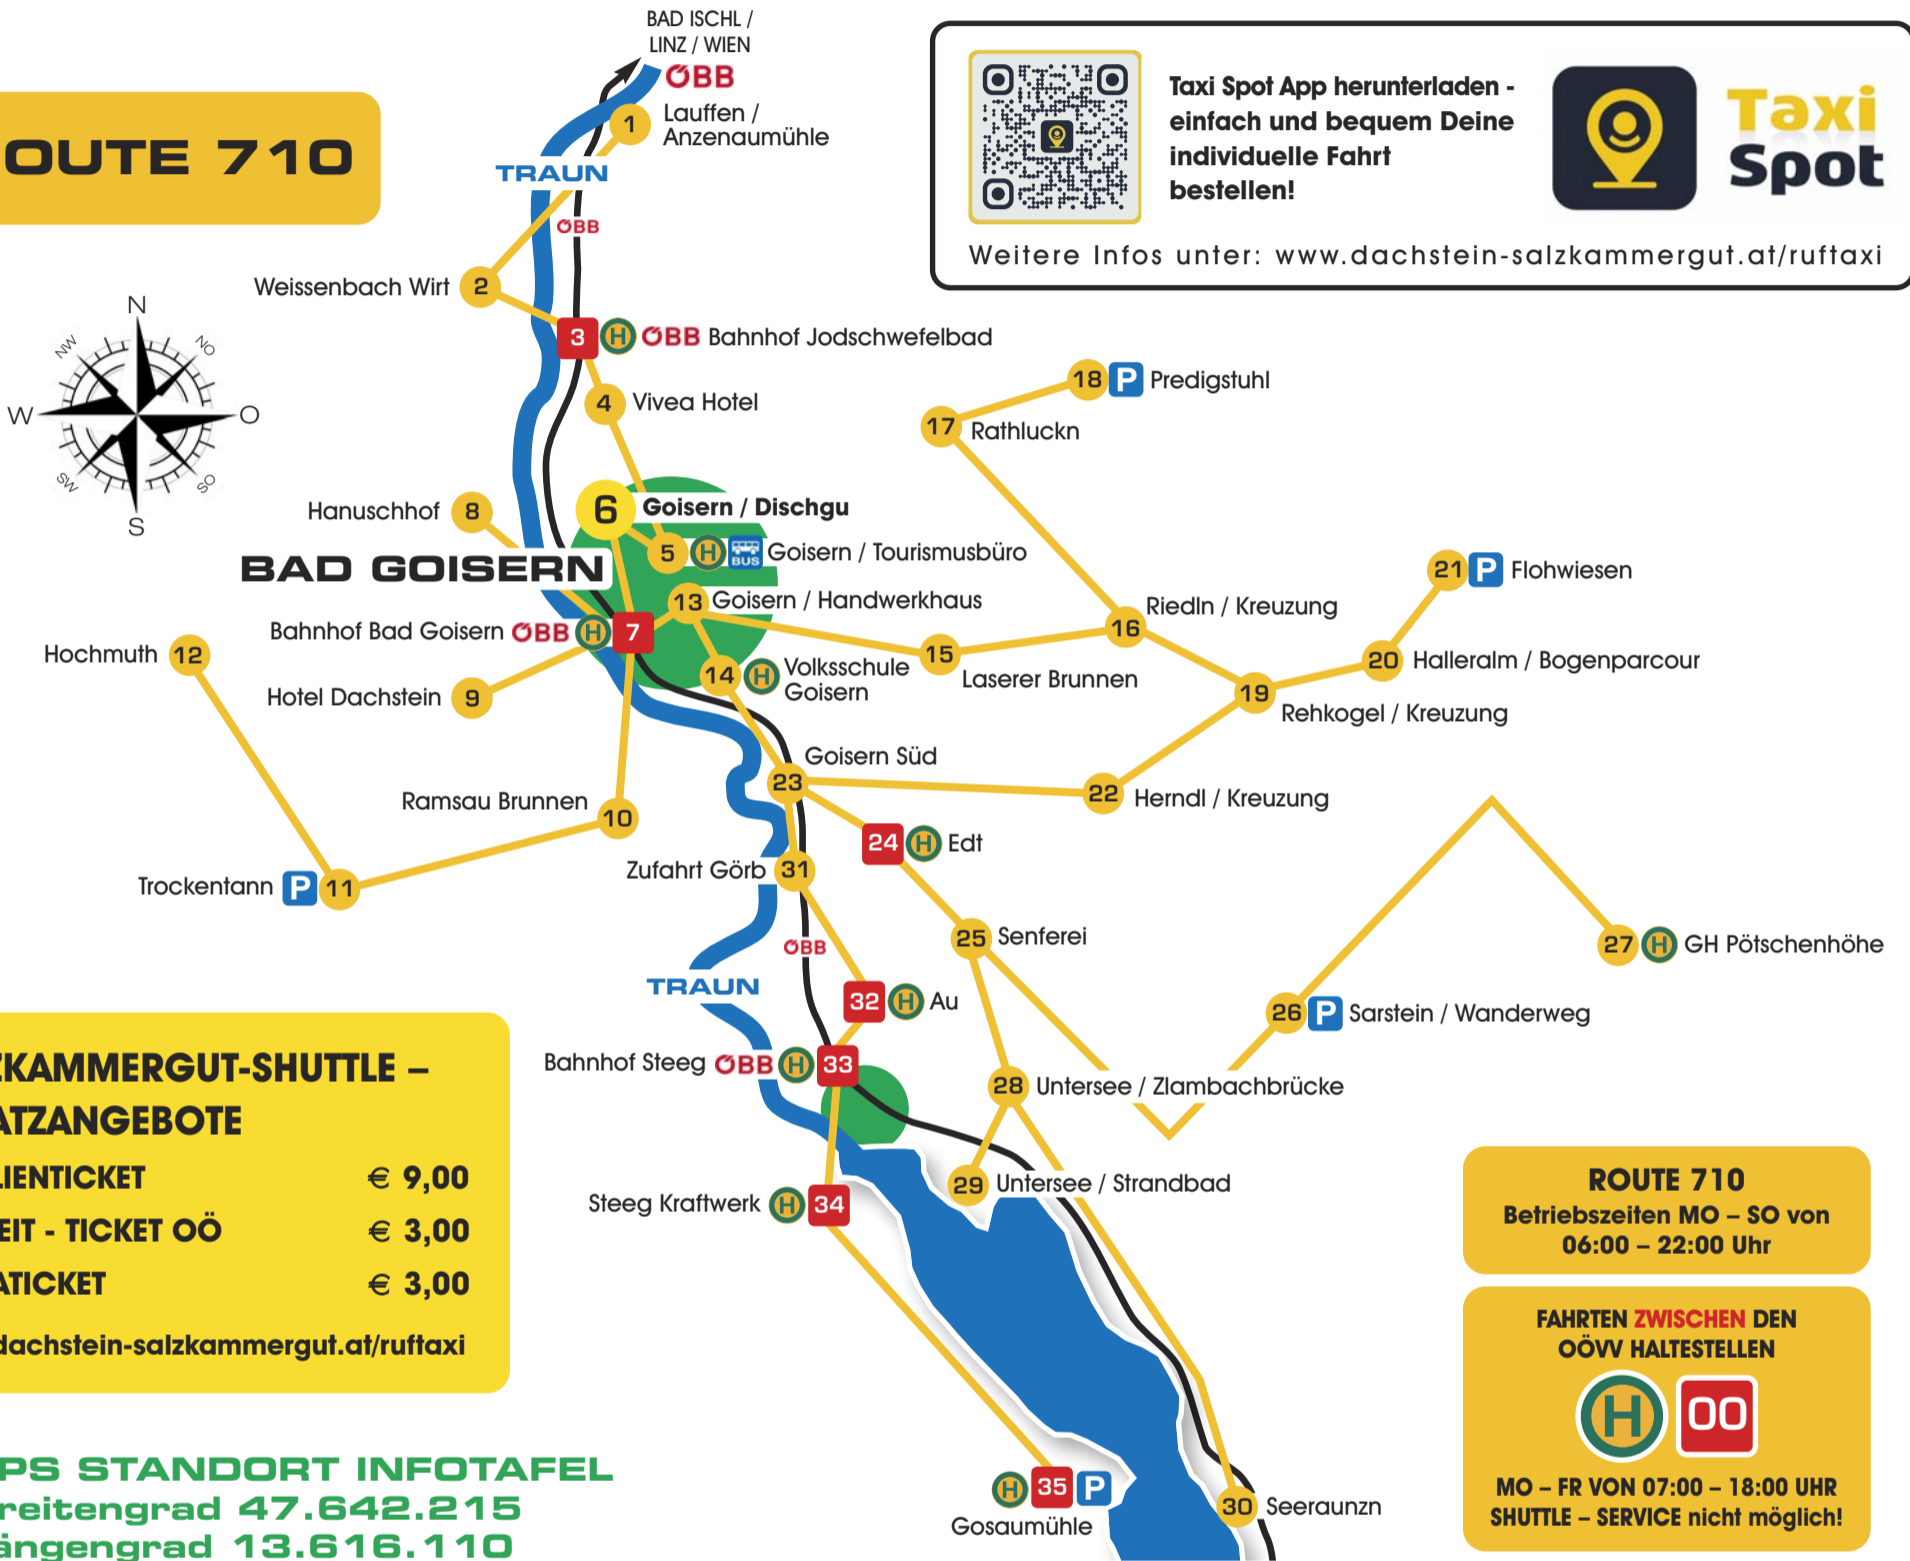 BAD ISCHL /
LINZ / WIEN
ÖBB
1
Lauffen /
Anzenaumühle
OUTE 710
TRAUN
ÖBB
Taxi Spot App herunterladen -
einfach und bequem Deine
individuelle Fahrt
bestellen!
Taxi
Spot
Weitere Infos unter: www.dachstein-salzkammergut.at/ruftaxi
Weissenbach Wirt 2
N
NW
NO
W
O
SW
SO
S
3 H ÖBB Bahnhof Jodschwefelbad
4 Vivea Hotel
18 P Predigstuhl
17 Rathluckn
Hanuschhof 8
6 Goisern / Dischgu
5 H BUS Goisern / Tourismusbüro
BAD GOISERN
21 P Flohwiesen
13 Goisern / Handwerkhaus
Riedln / Kreuzung
16
Bahnhof Bad Goisern ÖBB H 7
Hochmuth 12
15
Laserer Brunnen
14 H Volksschule
Goisern
20 Halleralm / Bogenparcour
Hotel Dachstein 9
19
Rehkogel / Kreuzung
Goisern Süd
23
22 Herndl / Kreuzung
Ramsau Brunnen
10
24 H Edt
Zufahrt Görb 31
Trockentann P 11
25 Senferei
ÖBB
27 H GH Pötschenhöhe
TRAUN
32 H Au
26 P Sarstein / Wanderweg
Bahnhof Steeg ÖBB H 33
28 Untersee / Zlambachbrücke
29 Untersee / Strandbad
Steeg Kraftwerk H 34
ZKAMMERGUT-SHUTTLE –
ATZANGEBOTE
LIENTICKET € 9,00
EIT - TICKET OÖ € 3,00
ATICKET € 3,00
dachstein-salzkammergut.at/ruftaxi
ROUTE 710
Betriebszeiten MO – SO von
06:00 – 22:00 Uhr
FAHRTEN ZWISCHEN DEN
OÖVV HALTESTELLEN
H 00
MO – FR VON 07:00 – 18:00 UHR
SHUTTLE – SERVICE nicht möglich!
H 35 P
Gosaumühle
30 Seeraunzn
PS STANDORT INFOTAFEL
reitengrad 47.642.215
ängengrad 13.616.110